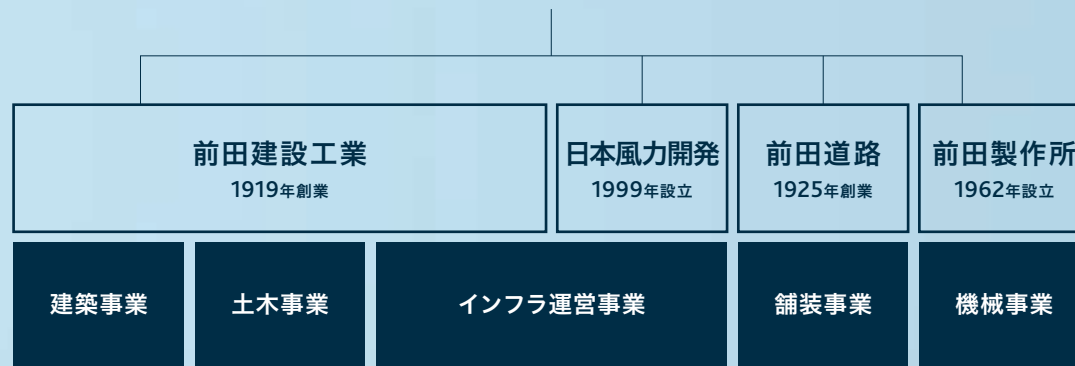 前田建設工業
1919年創業
日本風力開発
1999年設立
前田道路
1925年創業
前田製作所
1962年設立
建築事業
土木事業
インフラ運営事業
舗装事業
機械事業